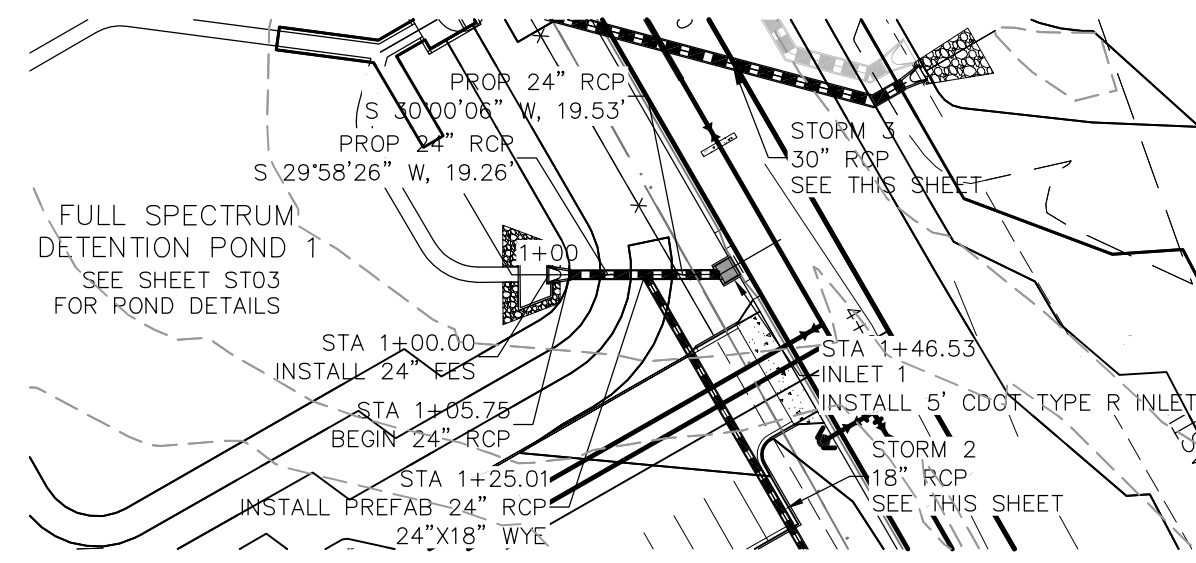 PROP 24" RCP
S 30°00'06" W, 19.53'
PROP 24" RCP
S 29°58'26" W, 19.26'
STORM 3
30" RCP
SEE THIS SHEET
FULL SPECTRUM
DETENTION POND 1
SEE SHEET ST03
FOR POND DETAILS
1+00
STA 1+00.00
INSTALL 24" FES
STA 1+05.75
BEGIN 24" RCP
STA 1+25.01
INSTALL PREFAB 24" RCP
24"X18" WYE
4+
STA 1+46.53
INLET 1
INSTALL 5' CDOT TYPE R INLET
STORM 2
18" RCP
SEE THIS SHEET